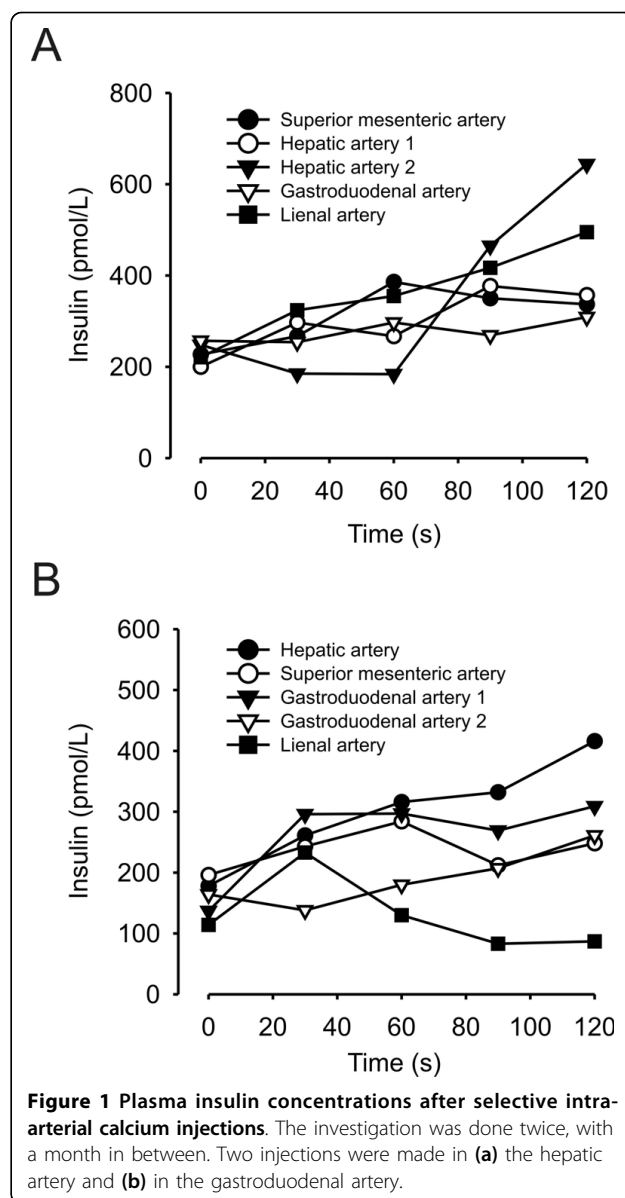 A
800
600
400
200
0
Insulin (pmol/L)
Superior mesenteric artery
Hepatic artery 1
Hepatic artery 2
Gastroduodenal artery
Lienal artery
0 20 40 60 80 100 120
Time (s)
B
600
500
400
300
200
100
0
Insulin (pmol/L)
Hepatic artery
Superior mesenteric artery
Gastroduodenal artery 1
Gastroduodenal artery 2
Lienal artery
0 20 40 60 80 100 120
Time (s)
Figure 1 Plasma insulin concentrations after selective intra-
arterial calcium injections. The investigation was done twice, with
a month in between. Two injections were made in (a) the hepatic
artery and (b) in the gastroduodenal artery.